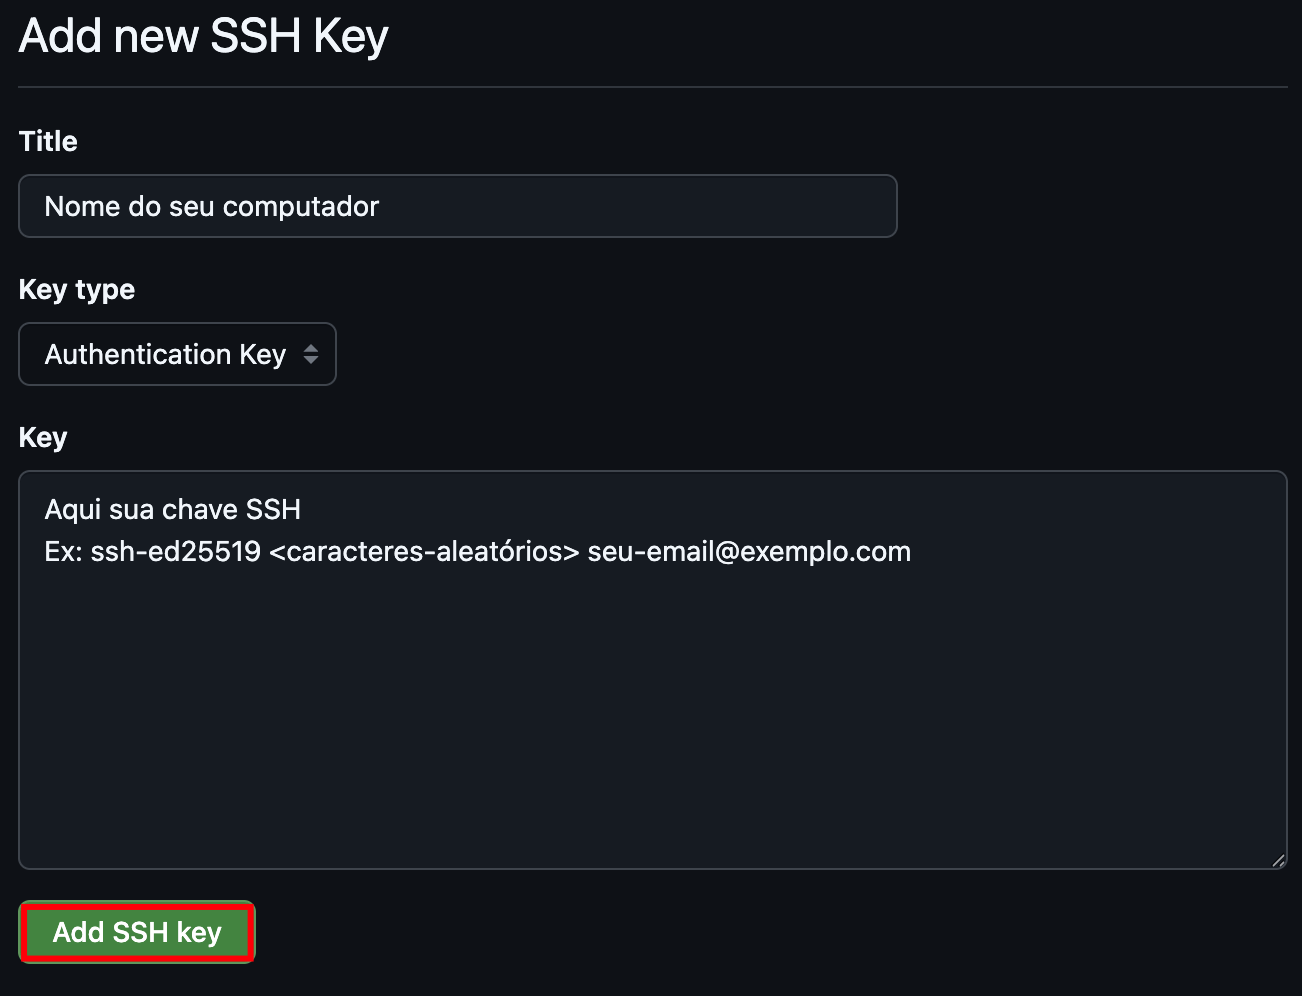 Add new SSH Key
Title
Nome do seu computador
Key type
Authentication Key
Key
Aqui sua chave SSH
Ex: ssh-ed25519 <caracteres-aleatórios> seu-email@exemplo.com
Add SSH key